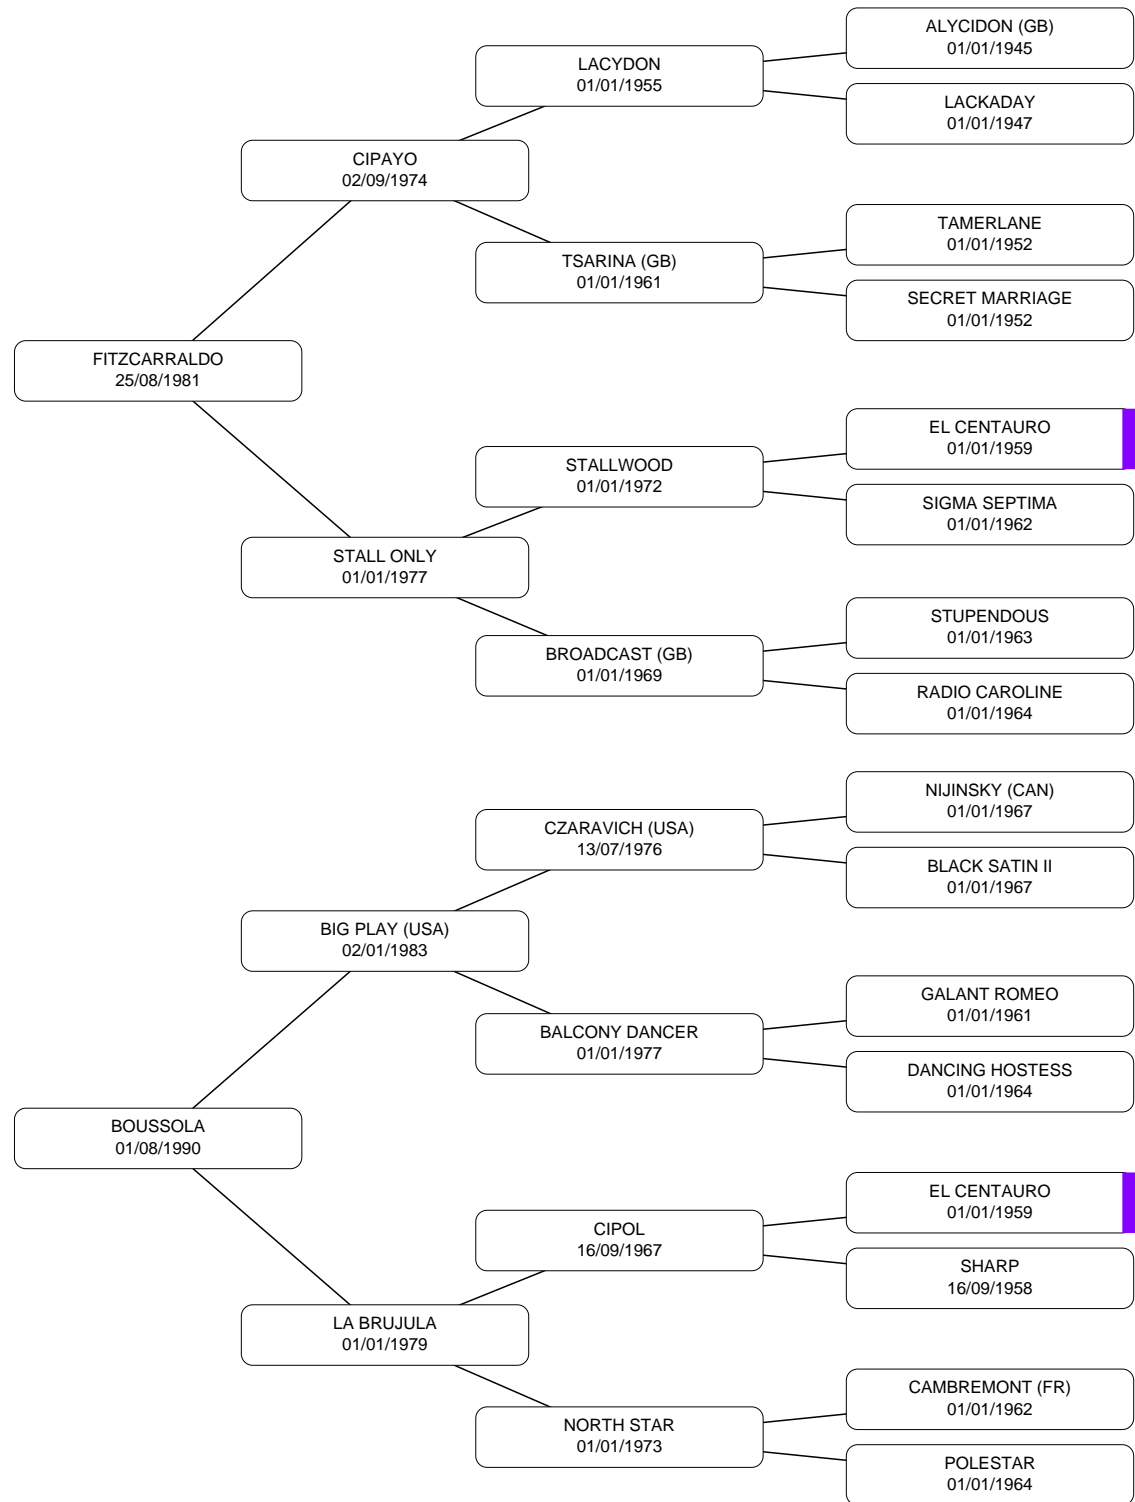 ALYCIDON (GB)
01/01/1945
LACYDON
01/01/1955
LACKADAY
01/01/1947
CIPAYO
02/09/1974
TAMERLANE
01/01/1952
TSARINA (GB)
01/01/1961
SECRET MARRIAGE
01/01/1952
FITZCARRALDO
25/08/1981
EL CENTAURO
01/01/1959
STALLWOOD
01/01/1972
SIGMA SEPTIMA
01/01/1962
STALL ONLY
01/01/1977
STUPENDOUS
01/01/1963
BROADCAST (GB)
01/01/1969
RADIO CAROLINE
01/01/1964
NIJINSKY (CAN)
01/01/1967
CZARAVICH (USA)
13/07/1976
BLACK SATIN II
01/01/1967
BIG PLAY (USA)
02/01/1983
GALANT ROMEO
01/01/1961
BALCONY DANCER
01/01/1977
DANCING HOSTESS
01/01/1964
BOUSSOLA
01/08/1990
EL CENTAURO
01/01/1959
CIPOL
16/09/1967
SHARP
16/09/1958
LA BRUJULA
01/01/1979
CAMBREMONT (FR)
01/01/1962
NORTH STAR
01/01/1973
POLESTAR
01/01/1964